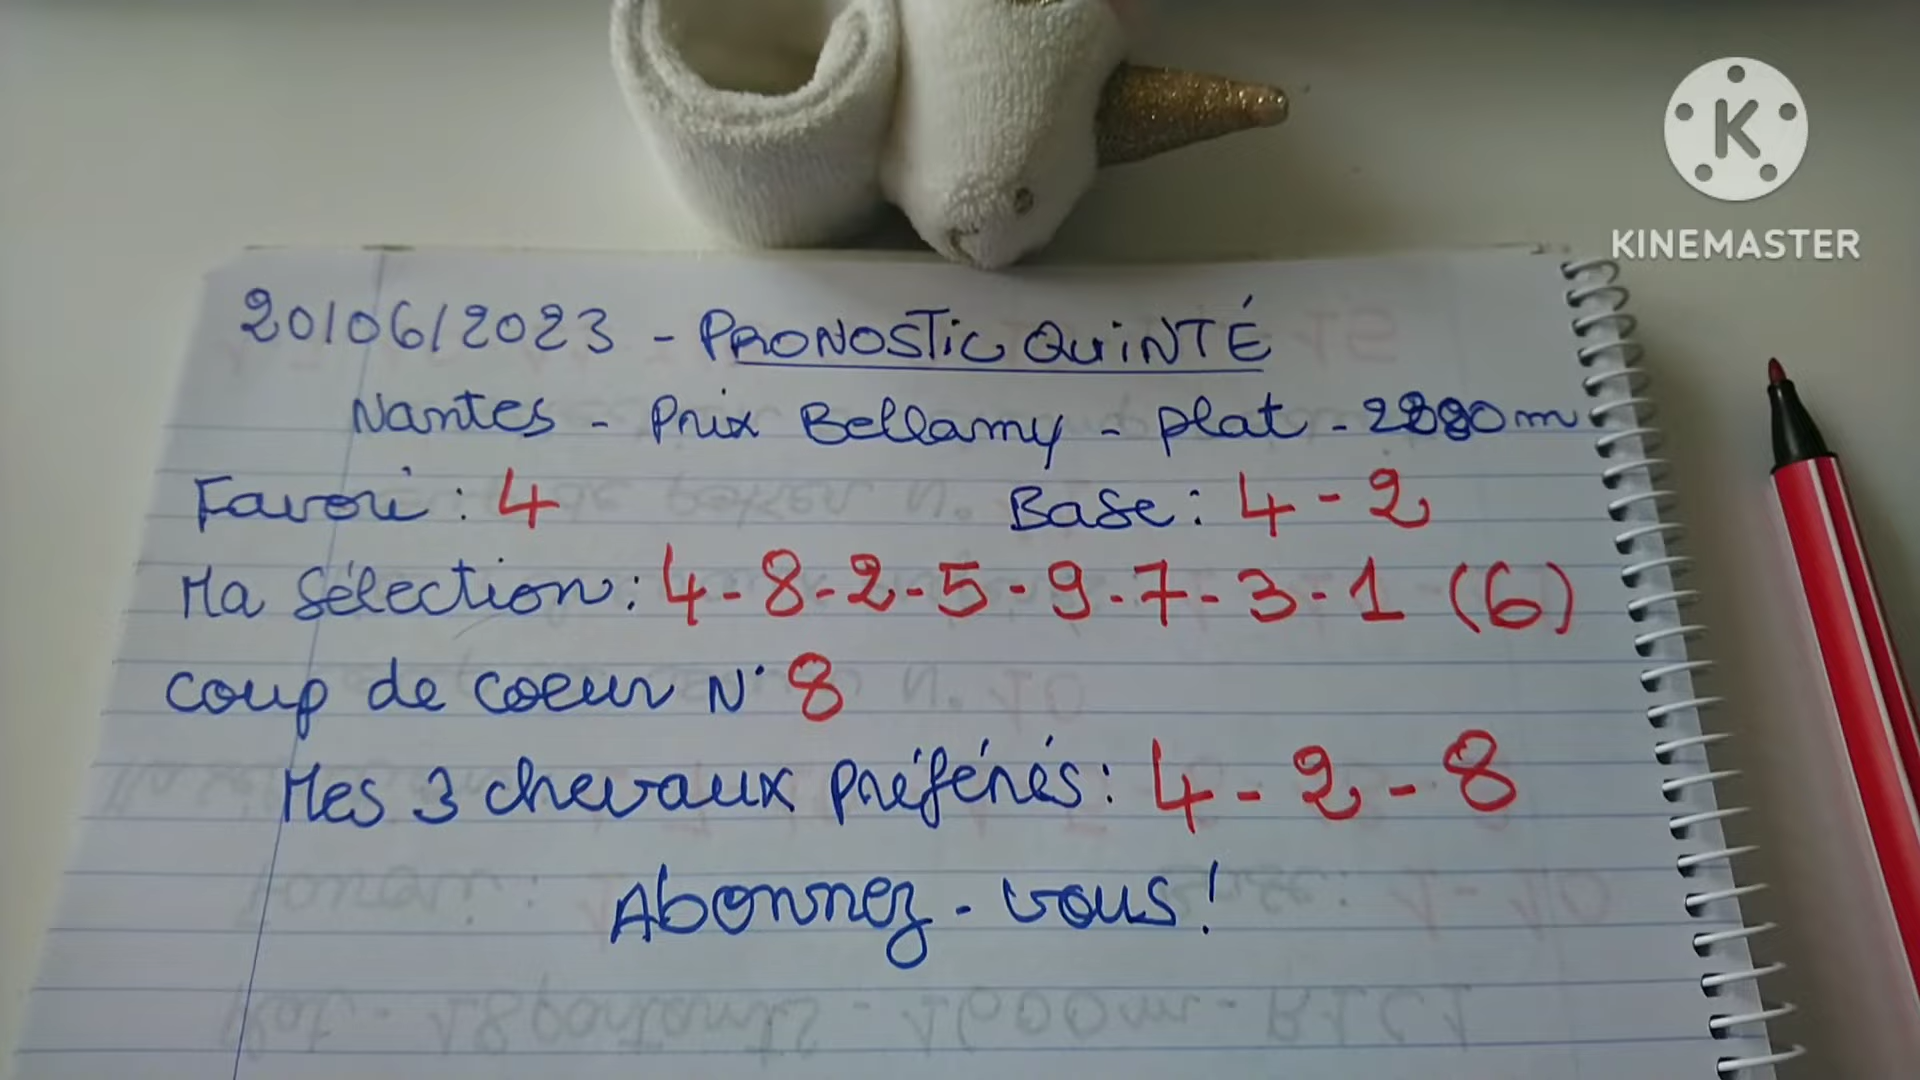 K
KINEMASTER
20/06/2023 - PRONOSTIC QUINTÉ
Nantes - Prix Bellamy - plat - m
Favori : 4 Base : 4 - 2
Ma Sélection : 4 - 8 - 2 - 5 - 9 - 7 - 3 - 1 (6)
coup de coeur N° 8
Mes 3 chevaux préférés : 4 - 2 - 8
Abonnez-vous !